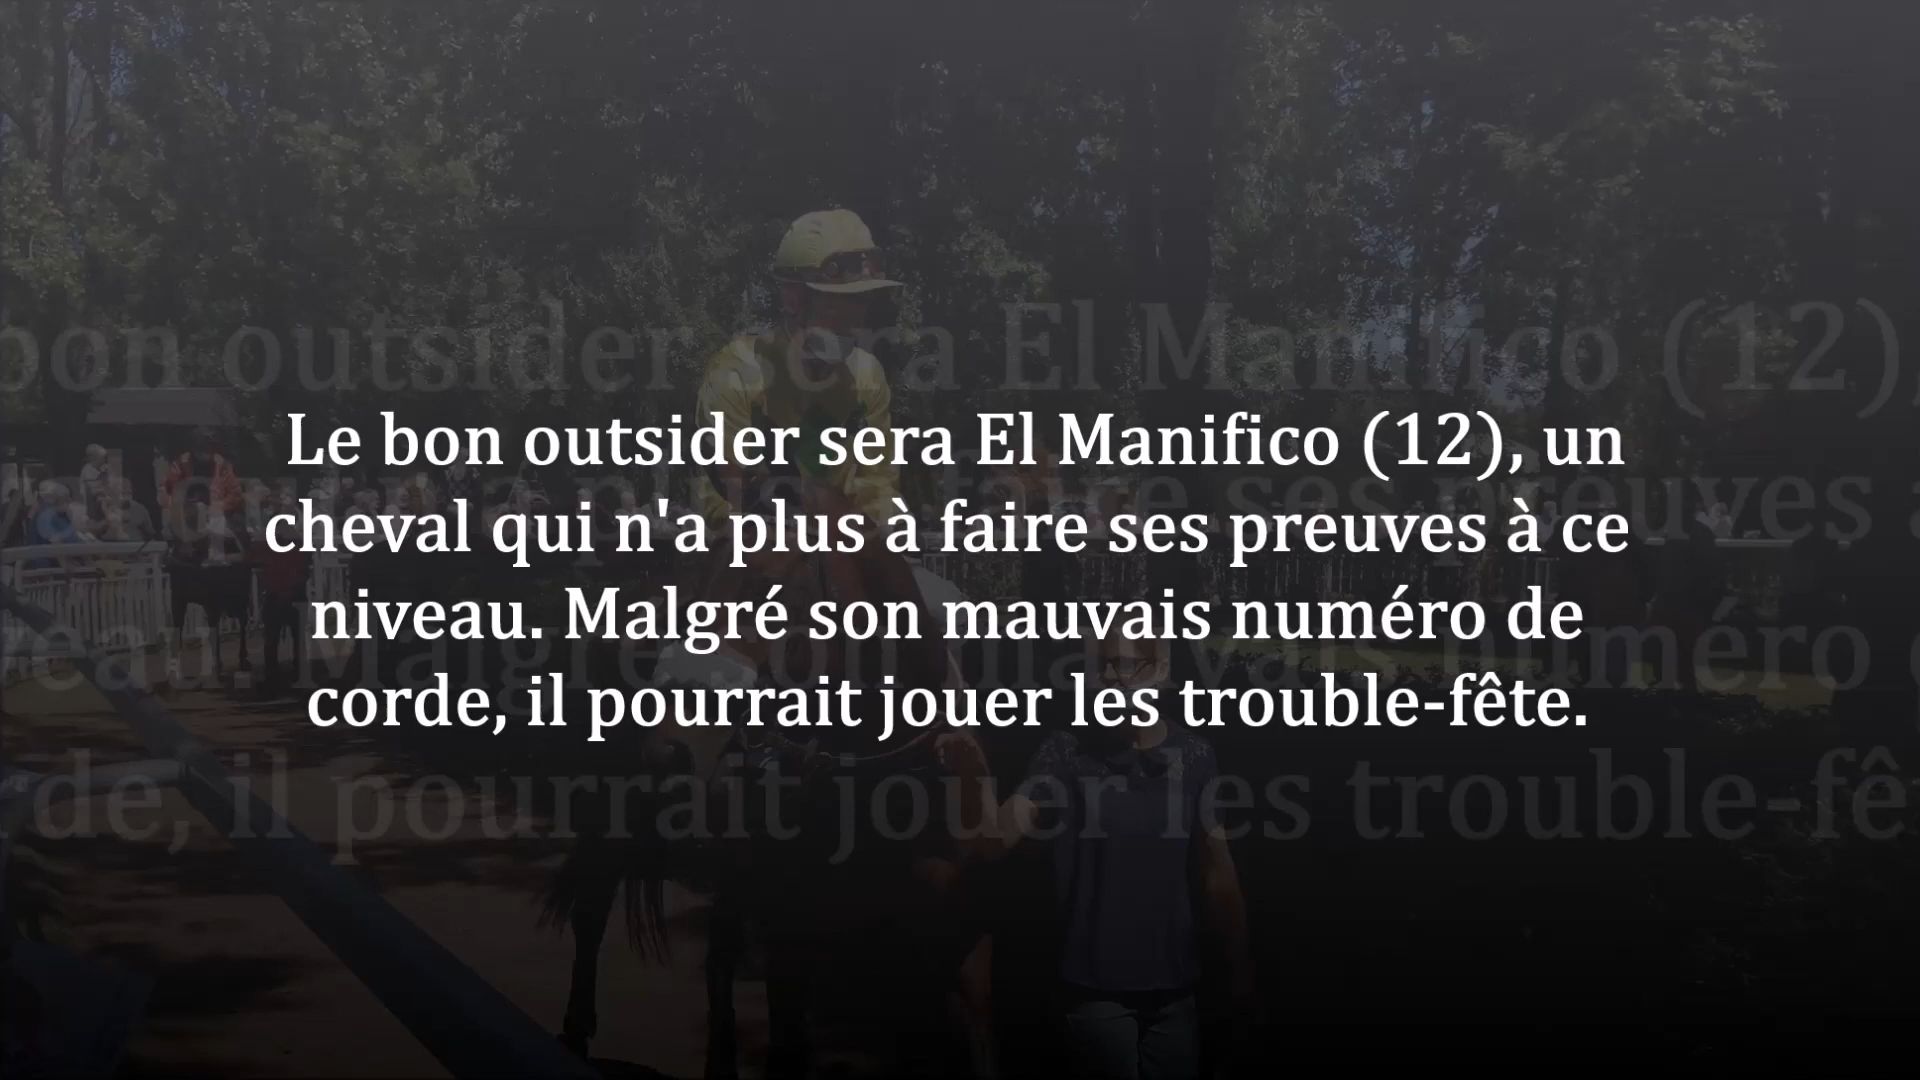 Le bon outsider sera El Manifico (12), un
cheval qui n'a plus à faire ses preuves à ce
niveau. Malgré son mauvais numéro de
corde, il pourrait jouer les trouble-fête.